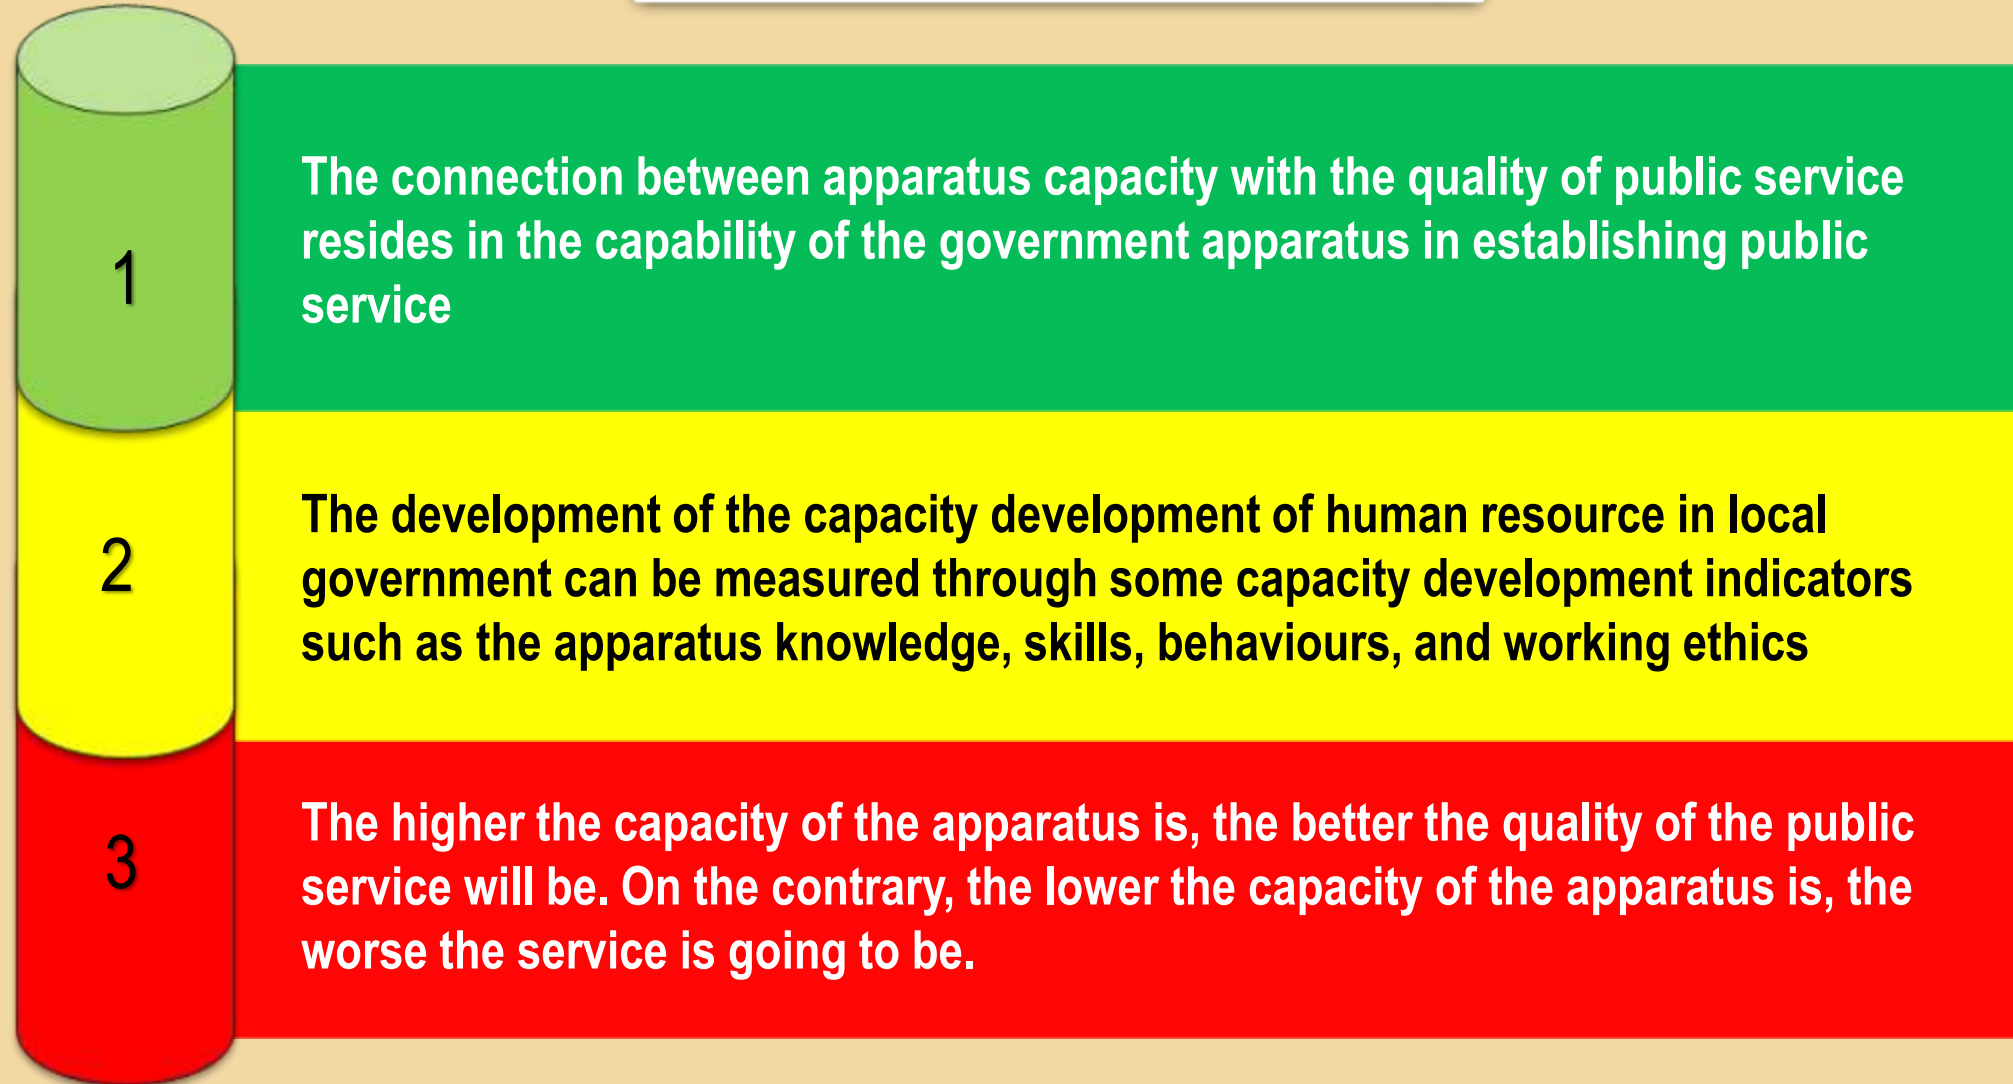 1
The connection between apparatus capacity with the quality of public service
resides in the capability of the government apparatus in establishing public
service
2
The development of the capacity development of human resource in local
government can be measured through some capacity development indicators
such as the apparatus knowledge, skills, behaviours, and working ethics
3
The higher the capacity of the apparatus is, the better the quality of the public
service will be. On the contrary, the lower the capacity of the apparatus is, the
worse the service is going to be.